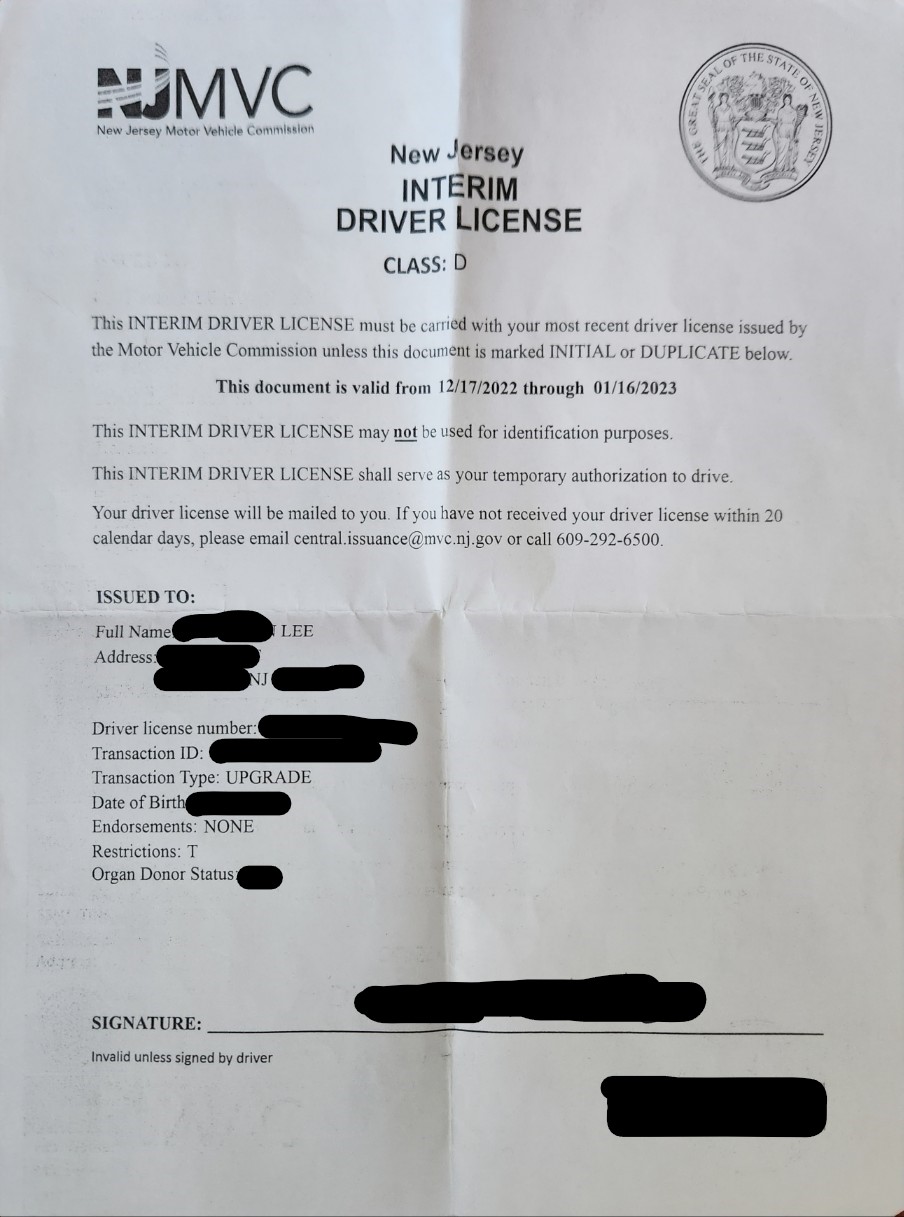 NJMVC
New Jersey Motor Vehicle Commission
THE GREAT SEAL OF THE STATE OF NEW JERSEY
New Jersey
INTERIM
DRIVER LICENSE
CLASS: D
This INTERIM DRIVER LICENSE must be carried with your most recent driver license issued by
the Motor Vehicle Commission unless this document is marked INITIAL or DUPLICATE below.
This document is valid from 12/17/2022 through 01/16/2023
This INTERIM DRIVER LICENSE may not be used for identification purposes.
This INTERIM DRIVER LICENSE shall serve as your temporary authorization to drive.
Your driver license will be mailed to you. If you have not received your driver license within 20
calendar days, please email central.issuance@mvc.nj.gov or call 609-292-6500.
ISSUED TO:
Full Name LEE
Address:
NJ
Driver license number:
Transaction ID:
Transaction Type: UPGRADE
Date of Birth
Endorsements: NONE
Restrictions: T
Organ Donor Status:
SIGNATURE:
Invalid unless signed by driver